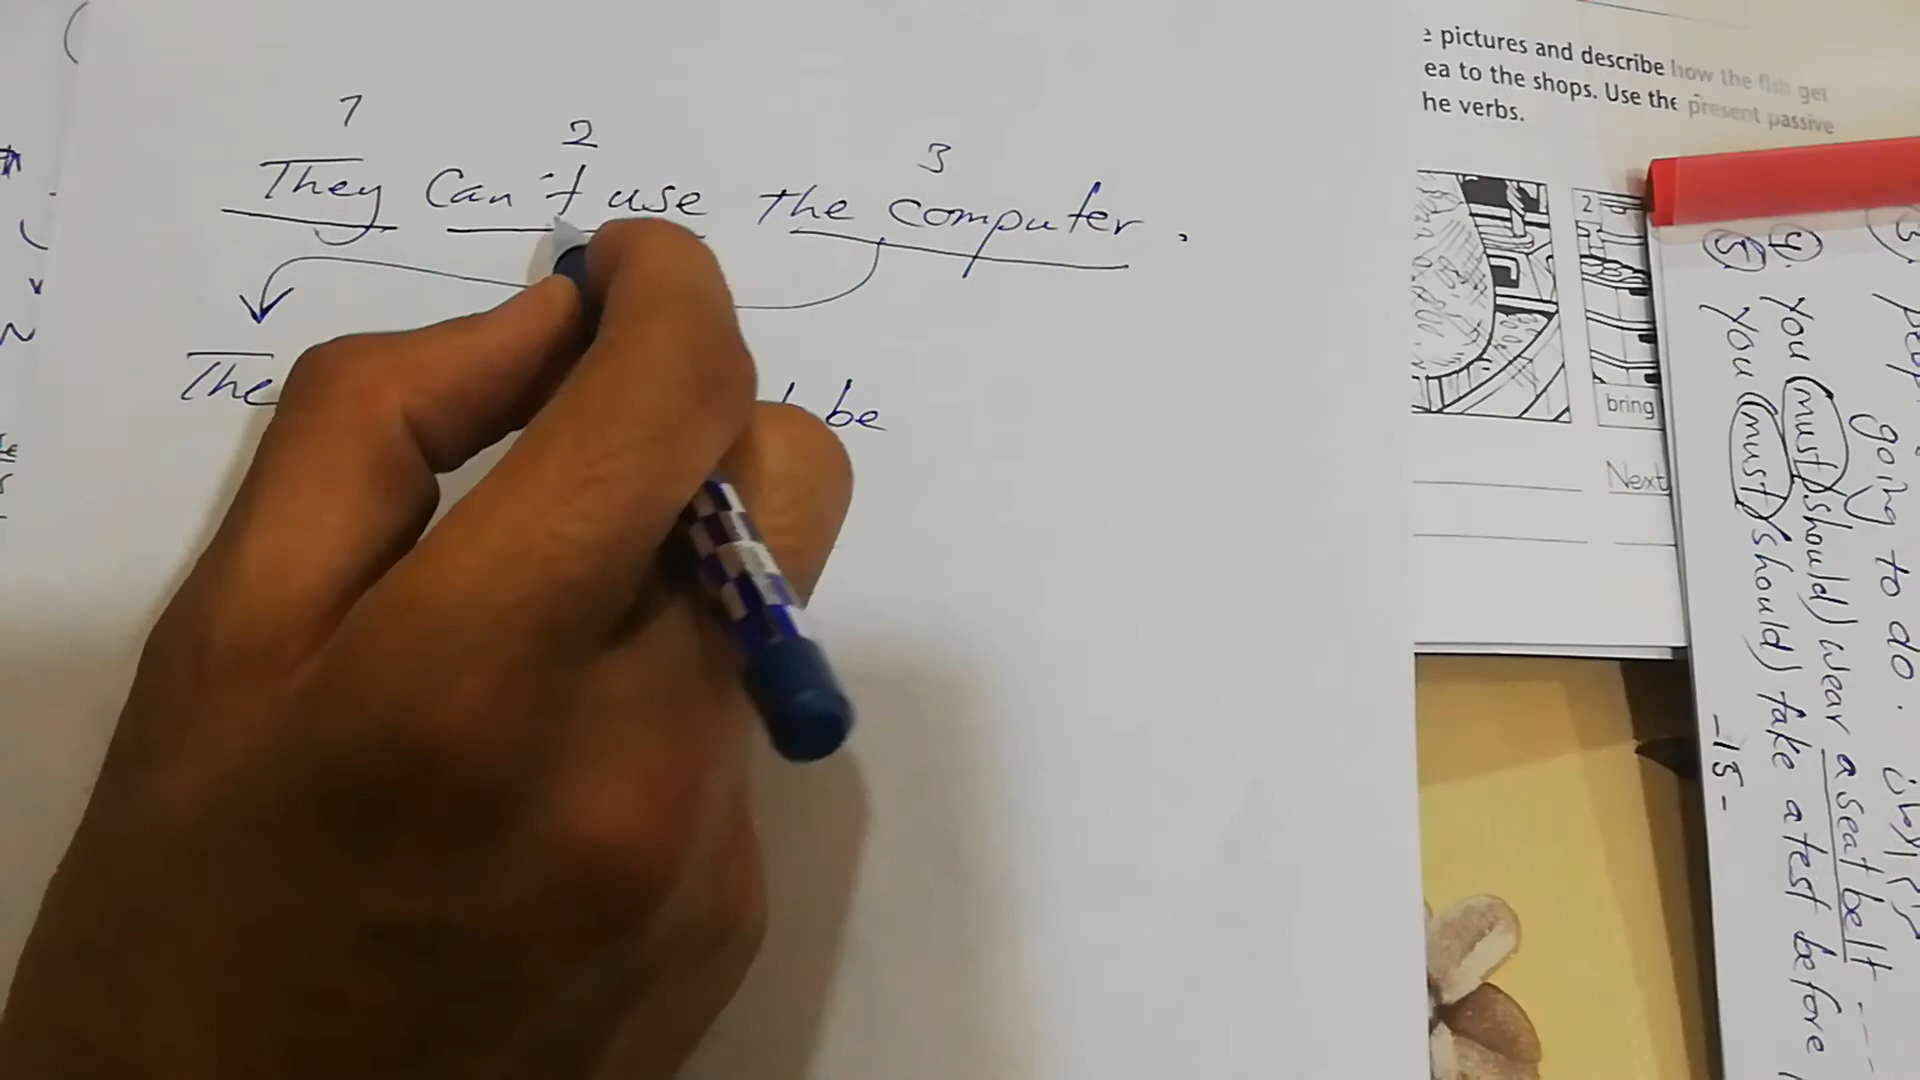 1 2 3
They Can't use the computer.
The be
pictures and describe how the fish get
ea to the shops. Use the present passive
he verbs.
2
bring
Next
going to do.
④ you (must/should) wear a seat belt
⑤ you (must/should) take a test before
-15-